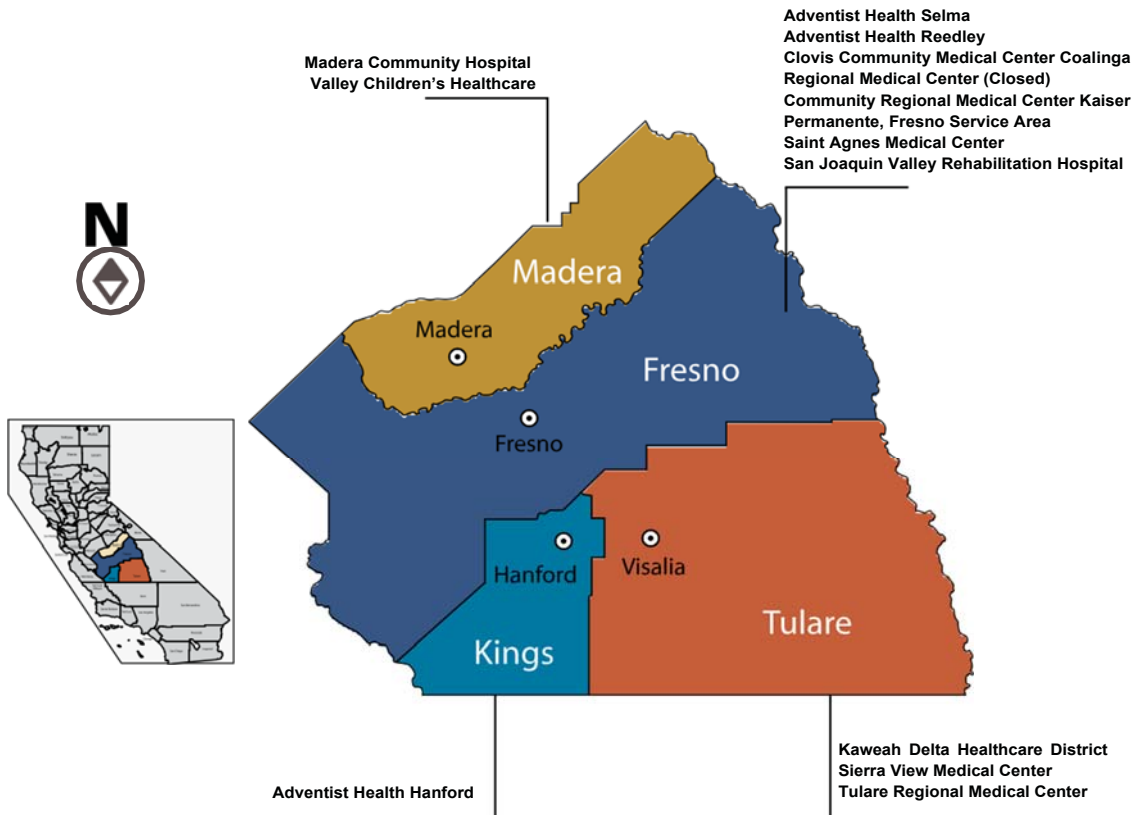 Adventist Health Selma
Adventist Health Reedley
Clovis Community Medical Center Coalinga
Regional Medical Center (Closed)
Community Regional Medical Center Kaiser
Permanente, Fresno Service Area
Saint Agnes Medical Center
San Joaquin Valley Rehabilitation Hospital
Madera Community Hospital
Valley Children’s Healthcare
N
Madera
Madera
Fresno
Fresno
Hanford
Visalia
Kings
Tulare
Adventist Health Hanford
Kaweah Delta Healthcare District
Sierra View Medical Center
Tulare Regional Medical Center